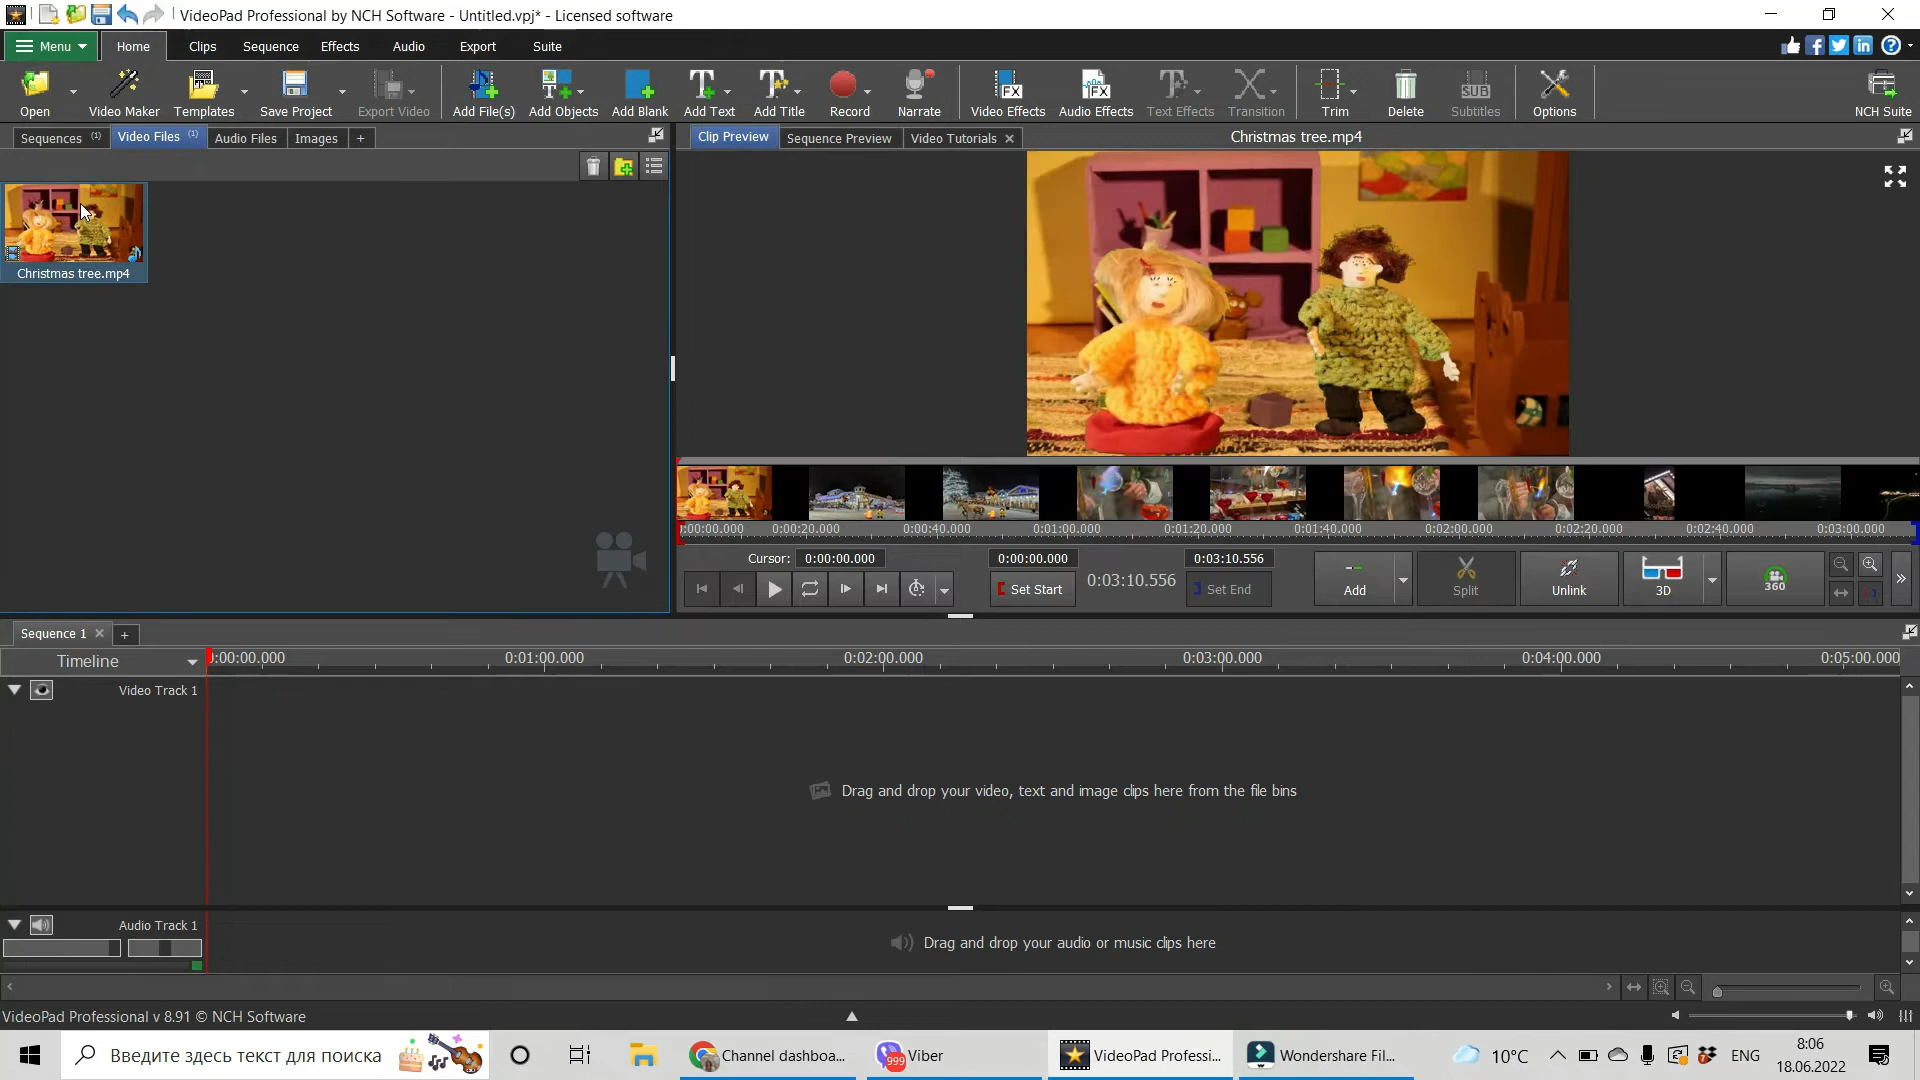 VideoPad Professional by NCH Software - Untitled.vpj* - Licensed software
Menu Home Clips Sequence Effects Audio Export Suite
Open Video Maker Templates Save Project Export Video Add File(s) Add Objects Add Blank Add Text Add Title Record Narrate Video Effects Audio Effects Text Effects Transition Trim Delete Subtitles Options NCH Suite
Sequences (1) Video Files (1) Audio Files Images + Clip Preview Sequence Preview Video Tutorials Christmas tree.mp4
Christmas tree.mp4
0:00:20.000 0:00:40.000 0:01:00.000 0:01:20.000 0:01:40.000 0:02:00.000 0:02:20.000 0:02:40.000 0:03:00.000
Cursor: 0:00:00.000 0:00:00.000 0:03:10.556
Set Start 0:03:10.556 Set End Add Split Unlink 3D 360
Sequence 1
Timeline 0:00:00.000 0:01:00.000 0:02:00.000 0:03:00.000 0:04:00.000 0:05:00.000
Video Track 1
Drag and drop your video, text and image clips here from the file bins
Audio Track 1
Drag and drop your audio or music clips here
VideoPad Professional v 8.91 © NCH Software
Введите здесь текст для поиска Channel dashboa... 999 Viber VideoPad Professi... Wondershare Fil... 10°C ENG 8:06
18.06.2022